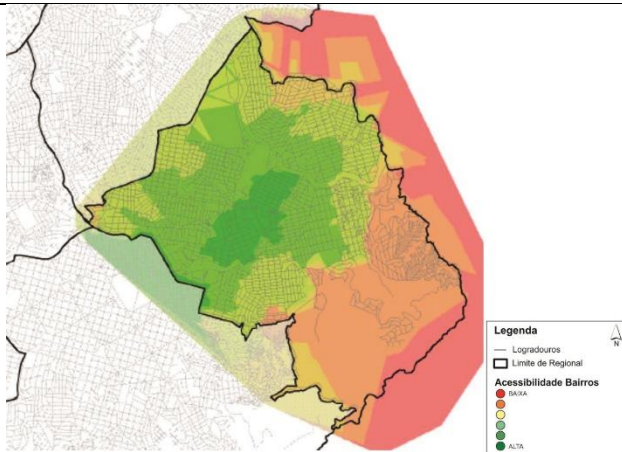 Legenda
N
Logradouros
Limite de Regional
Acessibilidade Bairros
BAIXA
ALTA